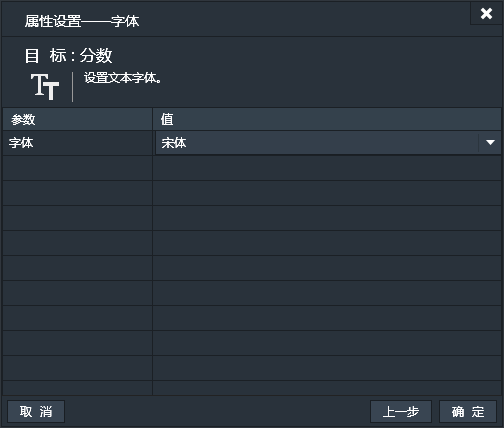 属性设置——字体
目 标 : 分数
设置文本字体。
参数 值
字体 宋体
取 消 上一步 确 定